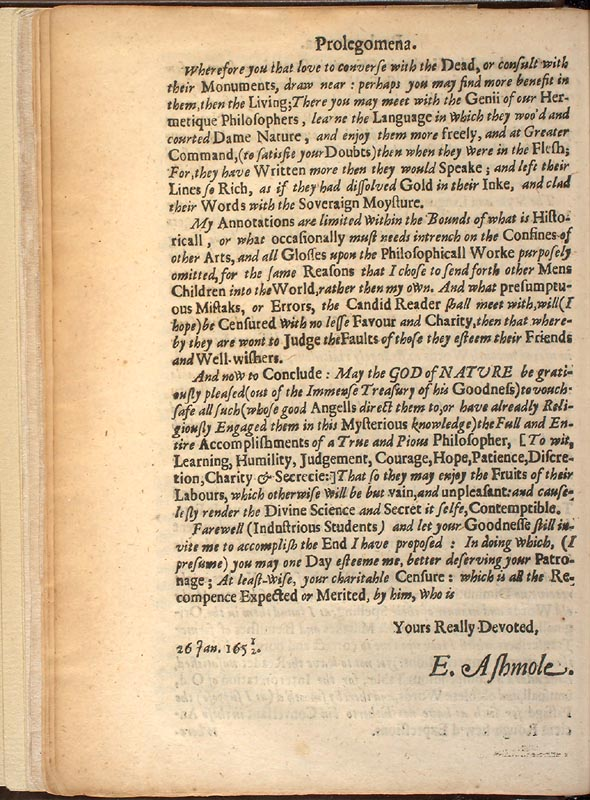 Prolegomena.
Wherefore you that love to converse with the Dead, or consult with
their Monuments, draw near : perhaps you may find more benefit in
them, then the Living; There you may meet with the Genii of our Her-
metique Philosophers, learne the Language in which they woo'd and
courted Dame Nature, and enjoy them more freely, and at Greater
Command, (to satisfie your Doubts) then when they were in the Flesh;
For, they have Written more then they would Speake ; and left their
Lines so Rich, as if they had dissolved Gold in their Inke, and clad
their Words with the Soveraign Moysture.
My Annotations are limited within the Bounds of what is Histo-
ricall, or what occasionally must needs intrench on the Confines of
other Arts, and all Glosses upon the Philosophicall Worke purposely
omitted, for the same Reasons that I chose to send forth other Mens
Children into the World, rather then my own. And what presumptu-
ous Mistaks, or Errors, the Candid Reader shall meet with, will (I
hope) be Censured with no lesse Favour and Charity, then that where-
by they are wont to Judge the Faults of those they esteem their Friends
and Well-wishers.
And now to Conclude : May the GOD of NATURE be grati-
ously pleased (out of the Immense Treasury of his Goodness) to vouch-
safe all such (whose good Angells direct them to, or have already Reli-
giously Engaged them in this Mysterious knowledge) the Full and En-
tire Accomplishments of a True and Pious Philosopher, [To wit,
Learning, Humility, Judgement, Courage, Hope, Patience, Discre-
tion, Charity & Secrecie:] That so they may enjoy the Fruits of their
Labours, which otherwise will be but vain, and unpleasant: and cause-
lesly render the Divine Science and Secret it selfe, Contemptible.
Farewell (Industrious Students) and let your Goodnesse still in-
vite me to accomplish the End I have proposed : In doing which, (I
presume) you may one Day esteeme me, better deserving your Patro-
nage ; At least-wise, your charitable Censure : which is all the Re-
compence Expected or Merited, by him, Who is
Yours Really Devoted,
26 Jan. 165 1/2.
E. Ashmole.